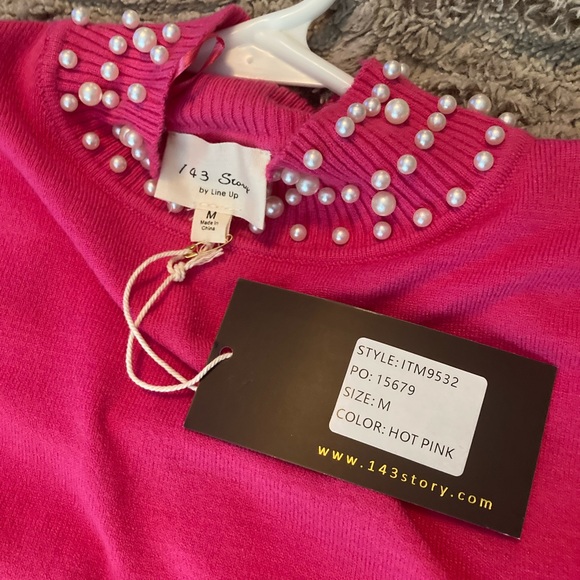 143 Story
by Line Up
M
Made in
China
STYLE: ITM9532
PO: 15679
SIZE: M
COLOR: HOT PINK
www.143story.com